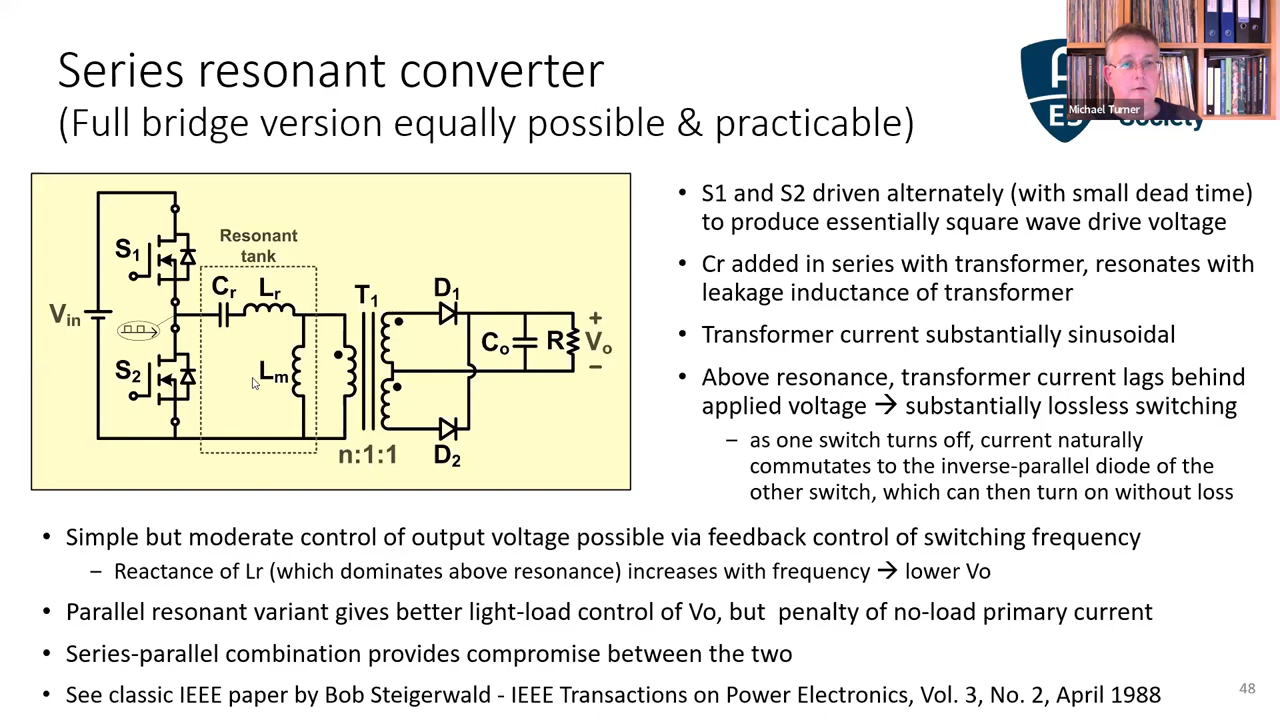 Series resonant converter
(Full bridge version equally possible & practicable)
Michael Turner
ES
Society
S1
S2
Vin
Resonant
tank
Cr
Lr
Lm
T1
n:1:1
D1
D2
Co
R
+
Vo
−
• S1 and S2 driven alternately (with small dead time)
to produce essentially square wave drive voltage
• Cr added in series with transformer, resonates with
leakage inductance of transformer
• Transformer current substantially sinusoidal
• Above resonance, transformer current lags behind
applied voltage → substantially lossless switching
– as one switch turns off, current naturally
commutates to the inverse-parallel diode of the
other switch, which can then turn on without loss
• Simple but moderate control of output voltage possible via feedback control of switching frequency
– Reactance of Lr (which dominates above resonance) increases with frequency → lower Vo
• Parallel resonant variant gives better light-load control of Vo, but penalty of no-load primary current
• Series-parallel combination provides compromise between the two
• See classic IEEE paper by Bob Steigerwald - IEEE Transactions on Power Electronics, Vol. 3, No. 2, April 1988
48